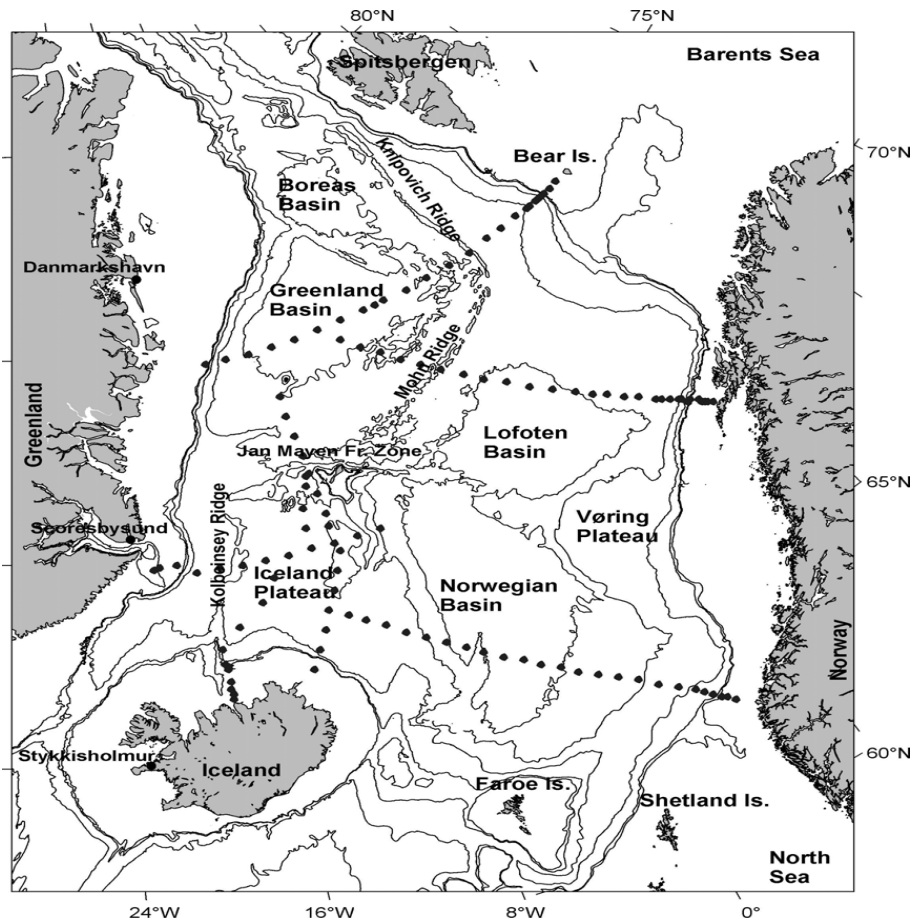 80°N
75°N
Barents Sea
Spitsbergen
70°N
Bear Is.
Knipovich Ridge
Boreas
Basin
Danmarkshavn
Greenland
Basin
Mohn Ridge
Greenland
Lofoten
Basin
Jan Mayen Fr. Zone
65°N
Scoresbysund
Kolbeinsey Ridge
Vøring
Plateau
Iceland
Plateau
Norwegian
Basin
Norway
Stykkisholmur
Iceland
60°N
Faroe Is.
Shetland Is.
North
Sea
24°W
16°W
8°W
0°